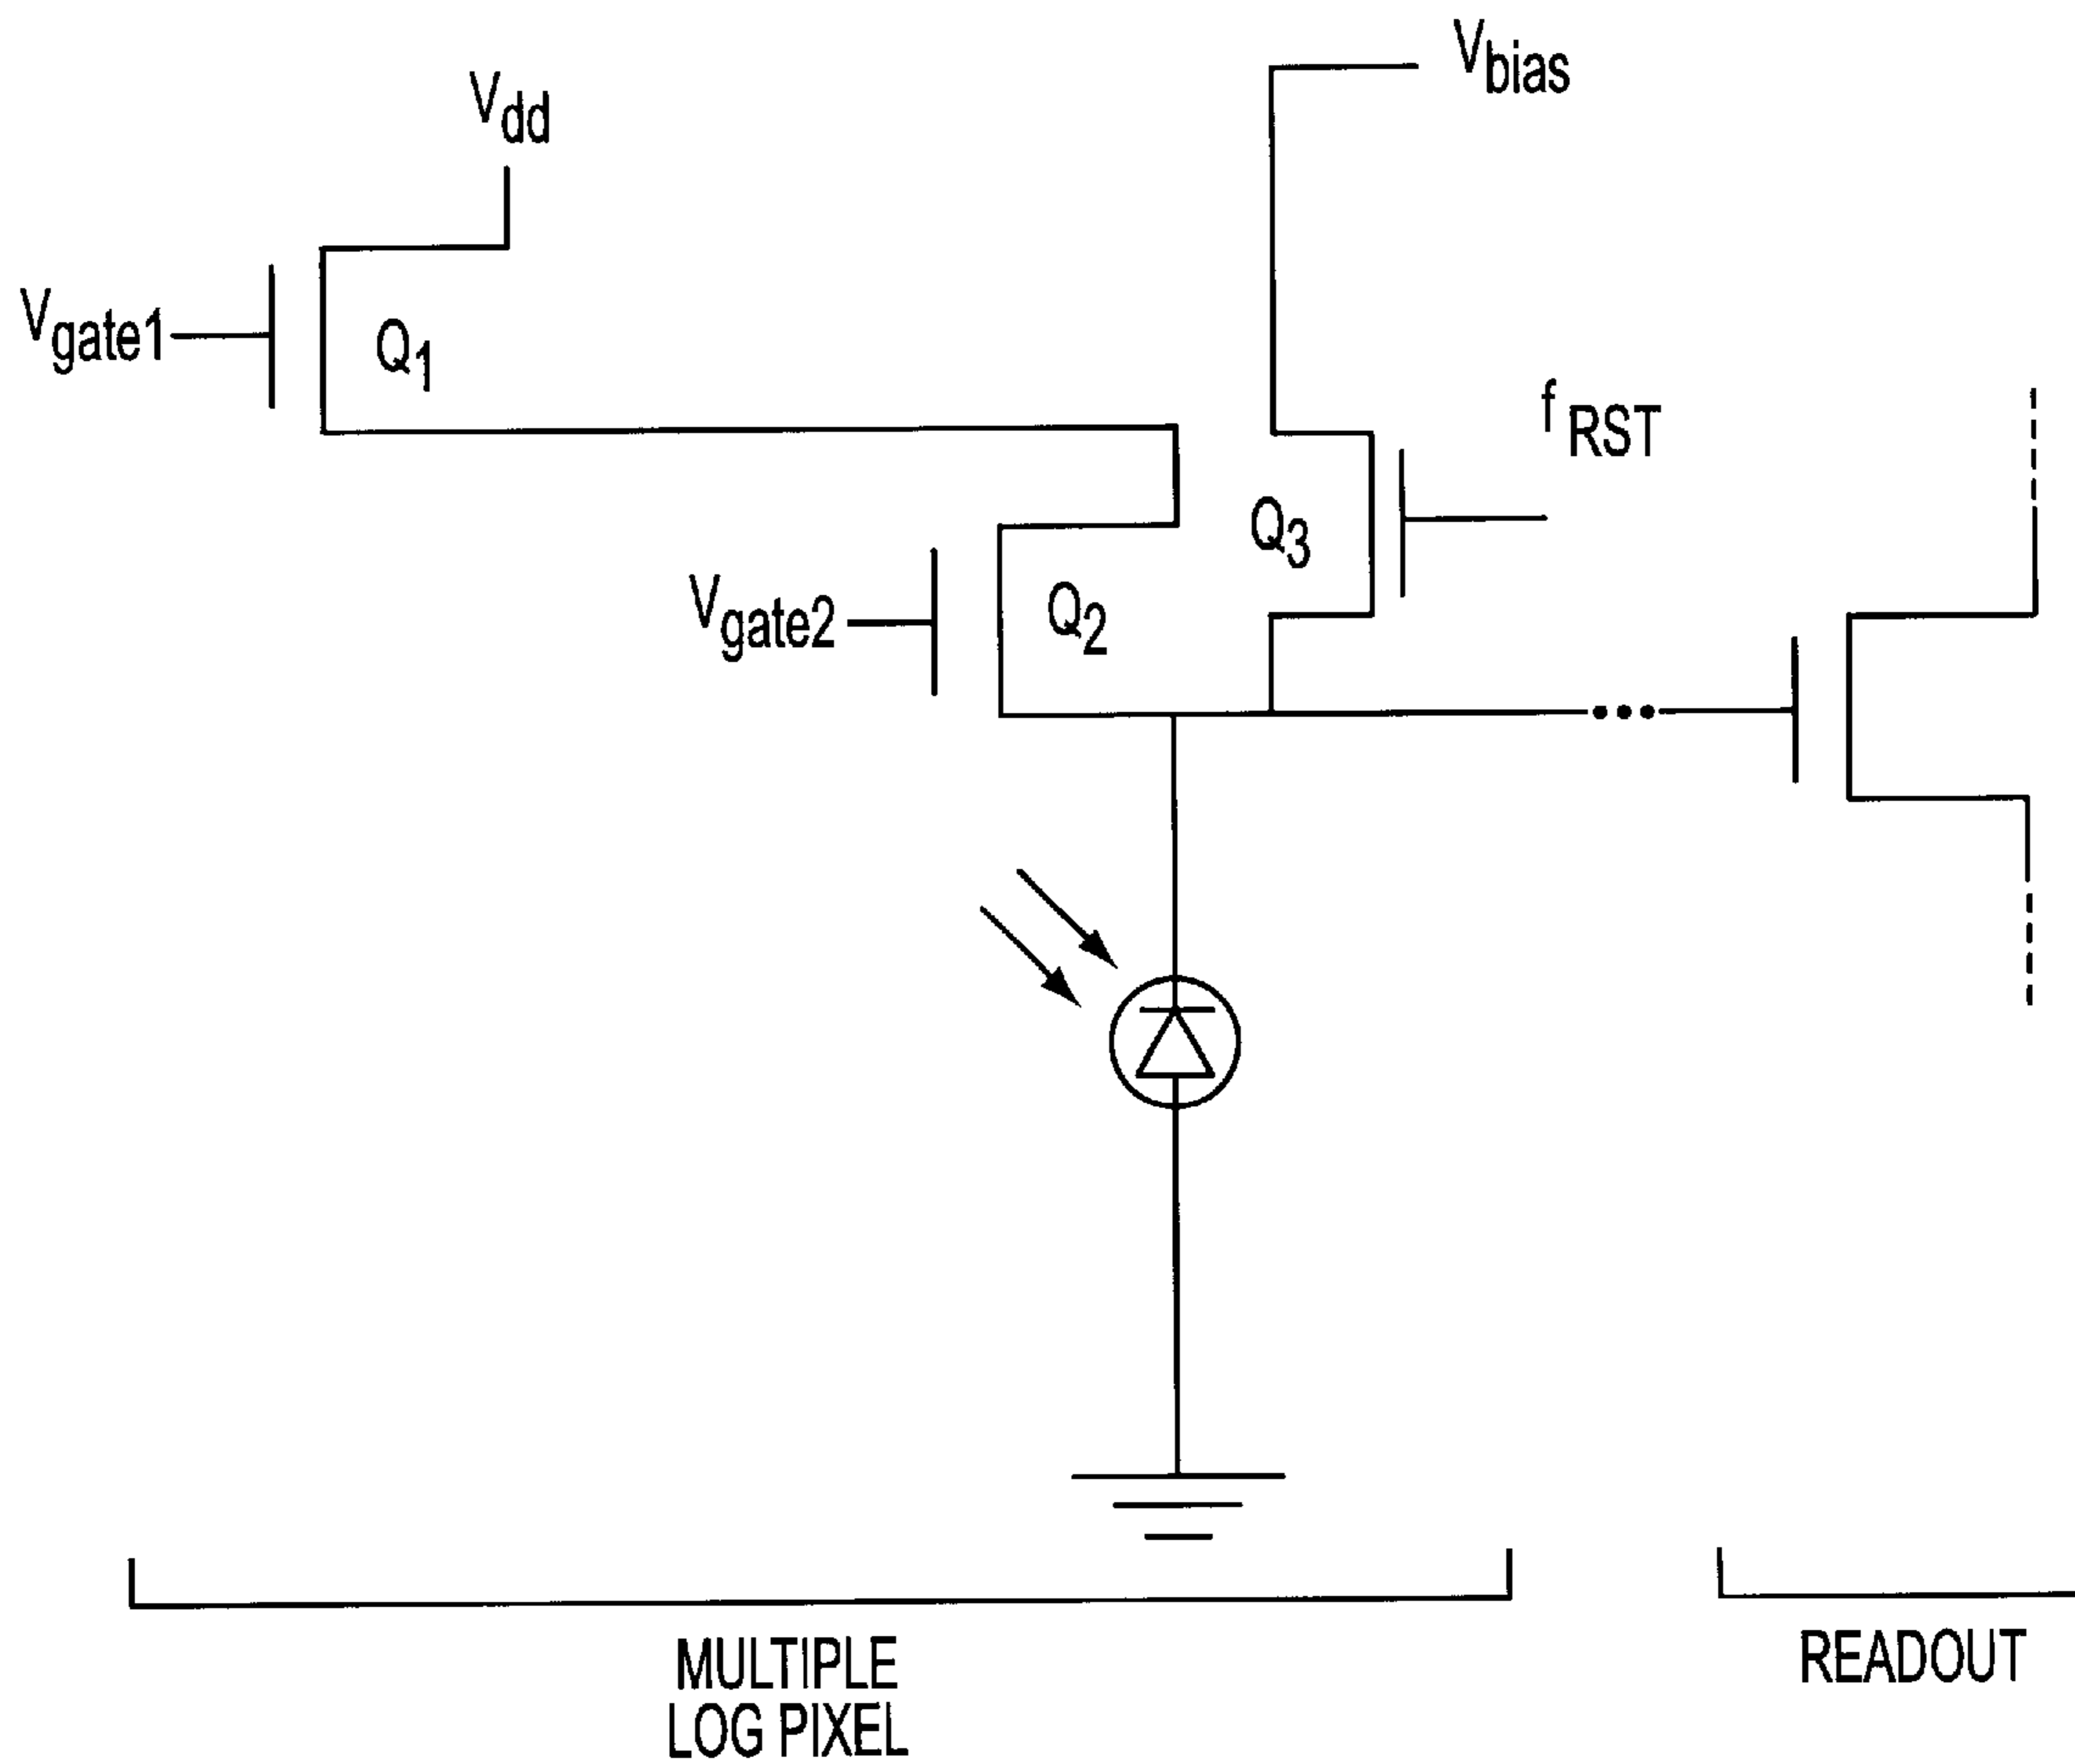 Vbias
Vdd
Vgate1
Q1
fRST
Q3
Vgate2
Q2
MULTIPLE
LOG PIXEL
READOUT